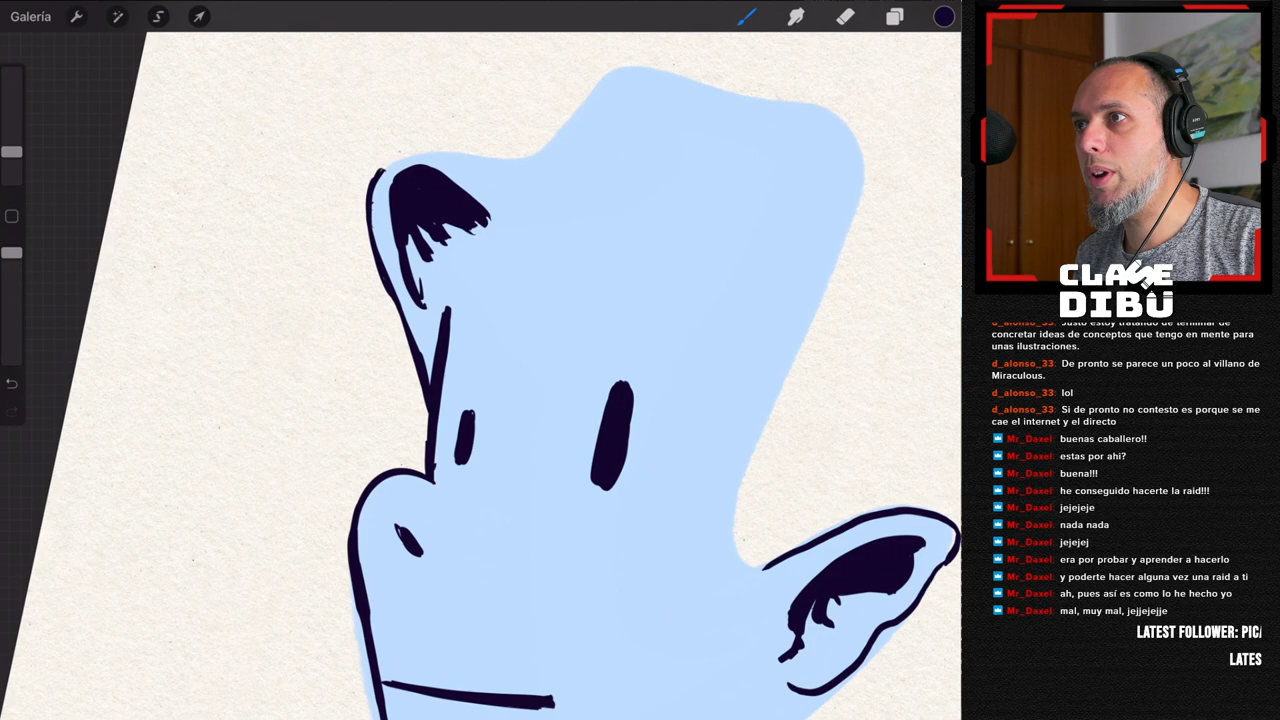 Galería
CLASE
DIBU
d_alonso_33: Justo estoy tratando de terminar de
concretar ideas de conceptos que tengo en mente para
unas ilustraciones.
d_alonso_33: De pronto se parece un poco al villano de
Miraculous.
d_alonso_33: lol
d_alonso_33: Si de pronto no contesto es porque se me
cae el internet y el directo
Mr_Daxel: buenas caballero!!
Mr_Daxel: estas por ahi?
Mr_Daxel: buena!!!
Mr_Daxel: he conseguido hacerte la raid!!!
Mr_Daxel: jejejeje
Mr_Daxel: nada nada
Mr_Daxel: jejejej
Mr_Daxel: era por probar y aprender a hacerlo
Mr_Daxel: y poderte hacer alguna vez una raid a ti
Mr_Daxel: ah, pues así es como lo he hecho yo
Mr_Daxel: mal, muy mal, jejjejejje
LATEST FOLLOWER: PIC
LATES